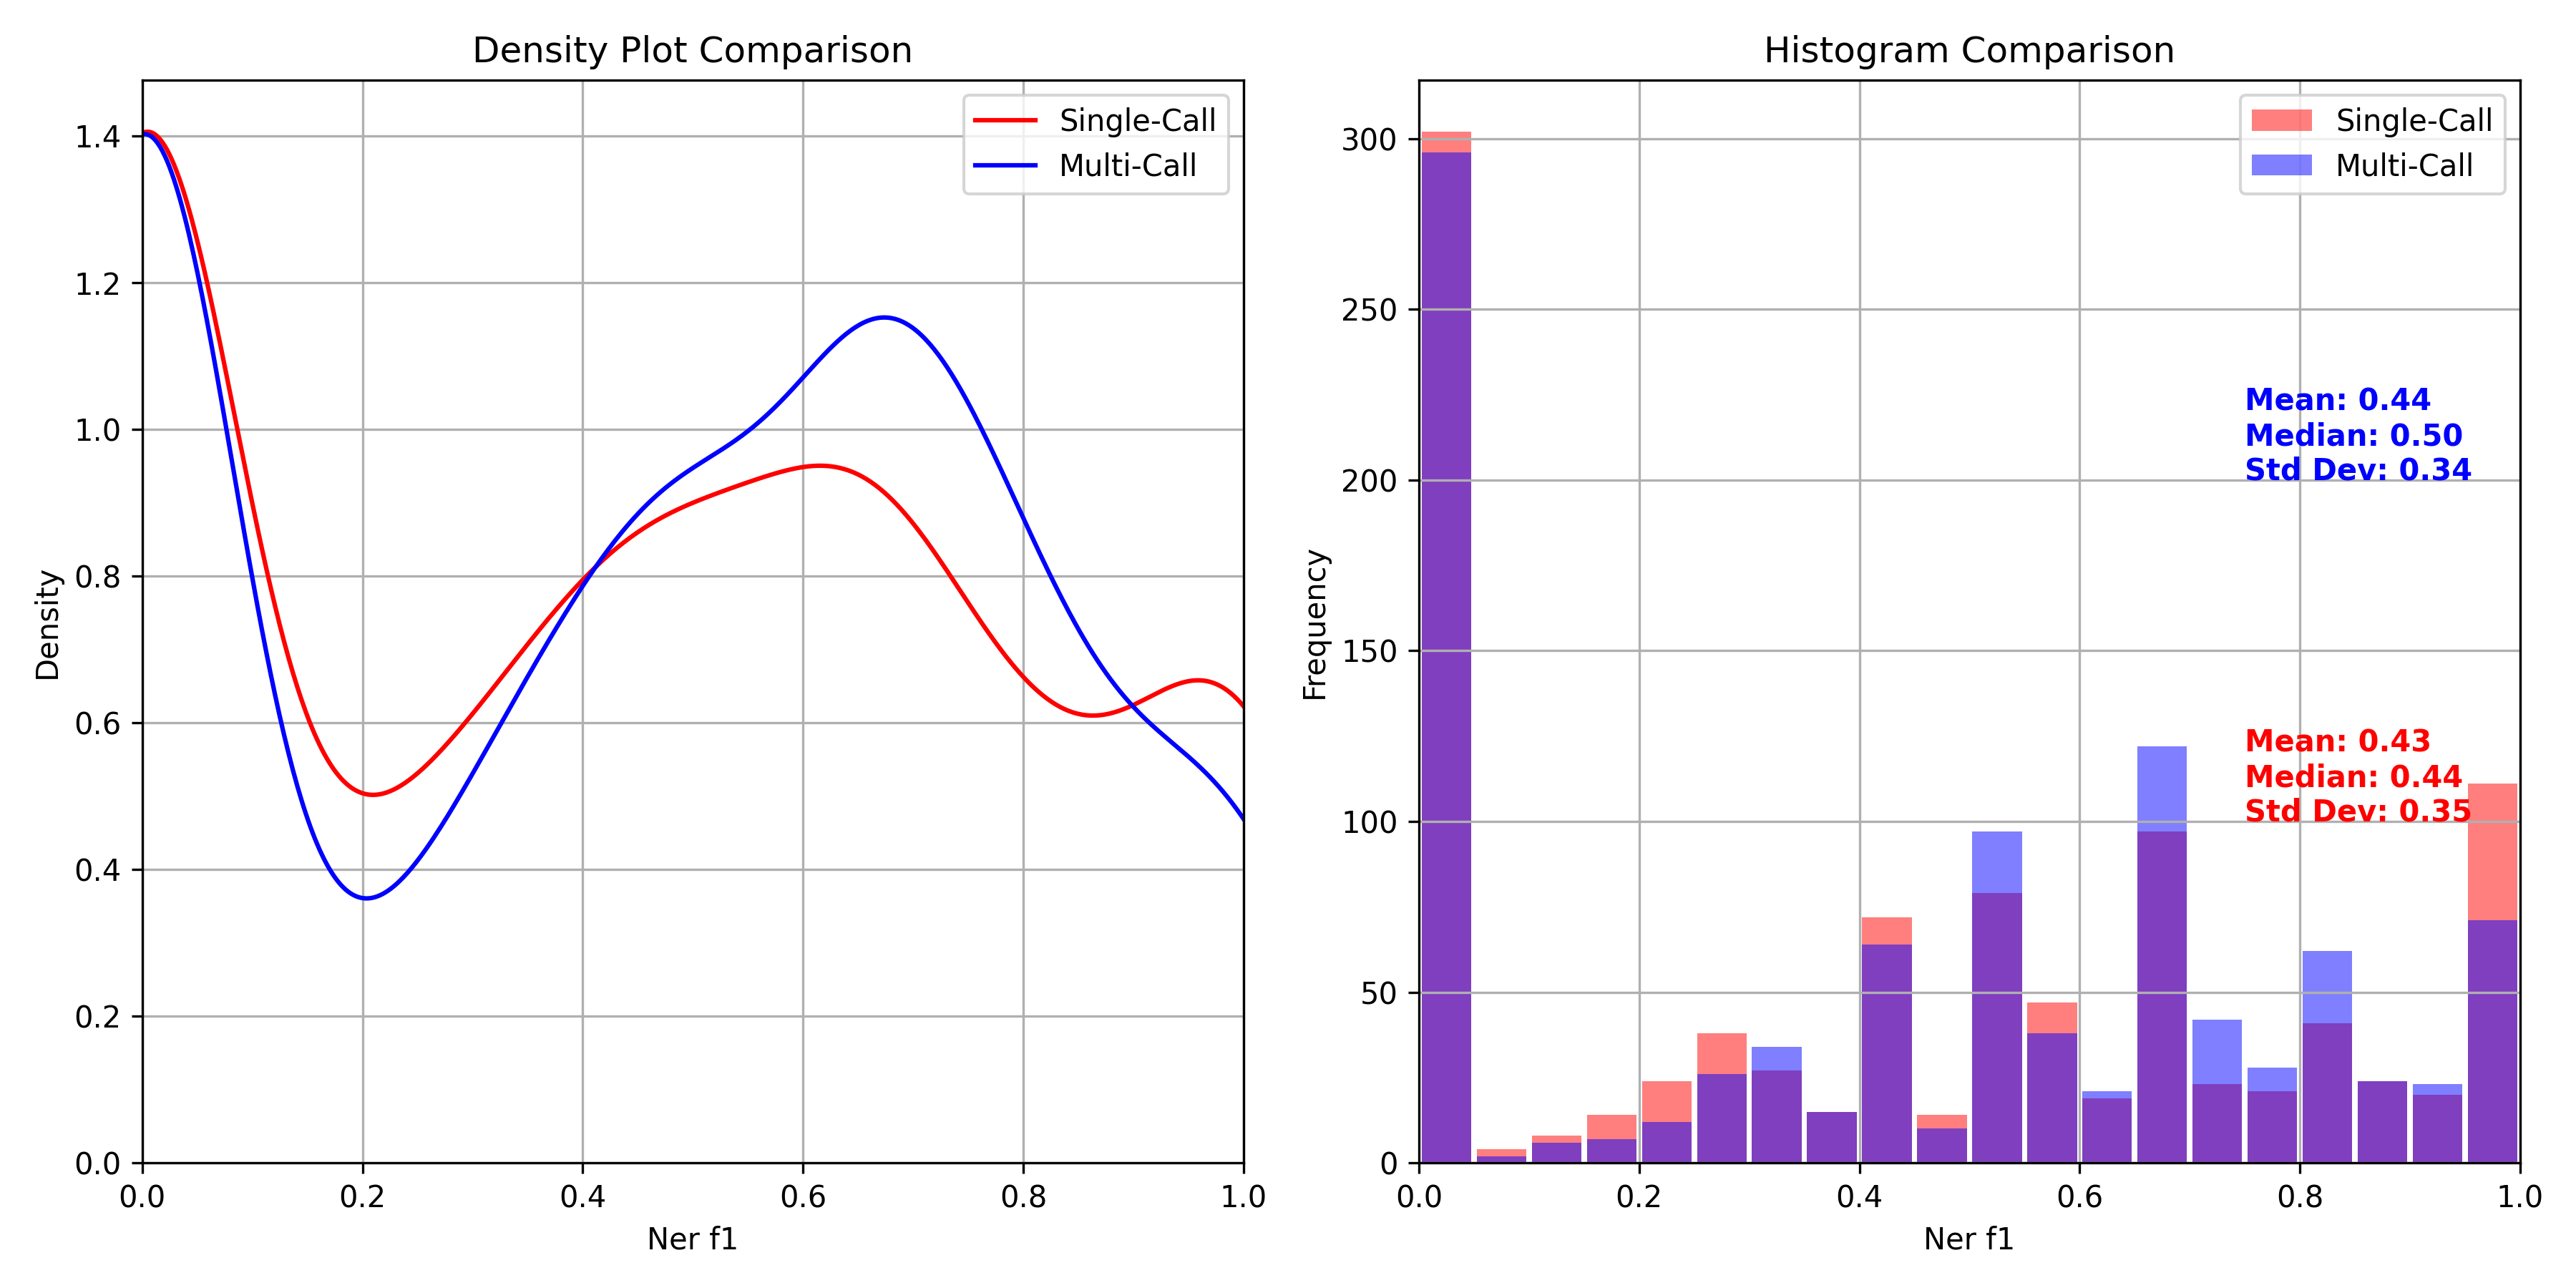 Density Plot Comparison
Single-Call
Multi-Call
1.4
1.2
1.0
0.8
0.6
0.4
0.2
0.0
Density
0.0 0.2 0.4 0.6 0.8 1.0
Ner f1
Histogram Comparison
Single-Call
Multi-Call
300
250
200
150
100
50
0
Frequency
Mean: 0.44
Median: 0.50
Std Dev: 0.34
Mean: 0.43
Median: 0.44
Std Dev: 0.35
0.0 0.2 0.4 0.6 0.8 1.0
Ner f1